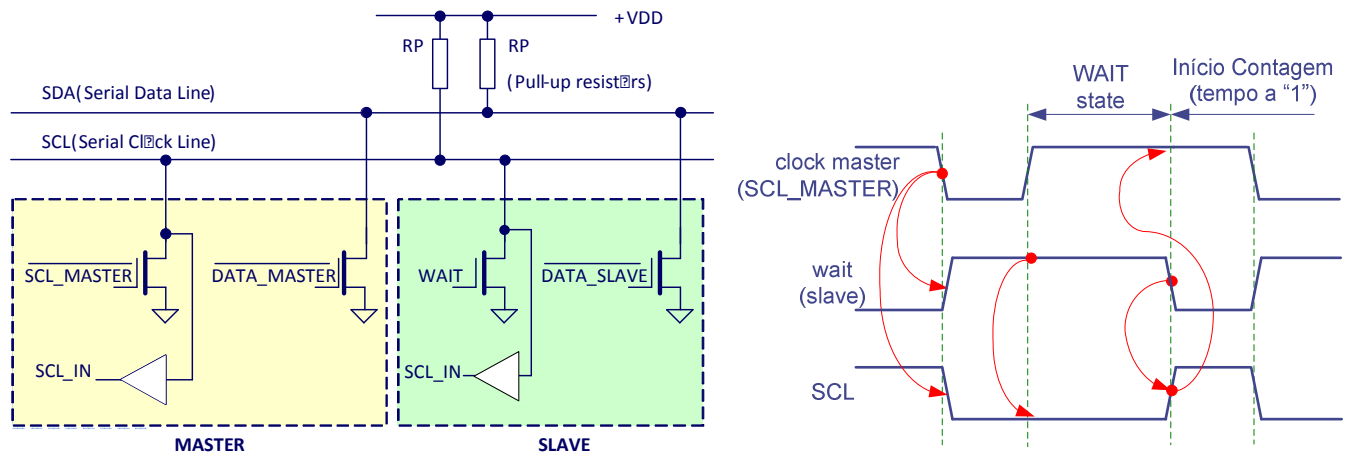 +VDD
RP
RP
(Pull-up resist⍰rs)
SDA(Serial Data Line)
SCL(Serial Cl⍰ck Line)
SCL_MASTER
DATA_MASTER
WAIT
DATA_SLAVE
SCL_IN
SCL_IN
MASTER
SLAVE
WAIT
state
Início Contagem
(tempo a “1”)
clock master
(SCL_MASTER)
wait
(slave)
SCL